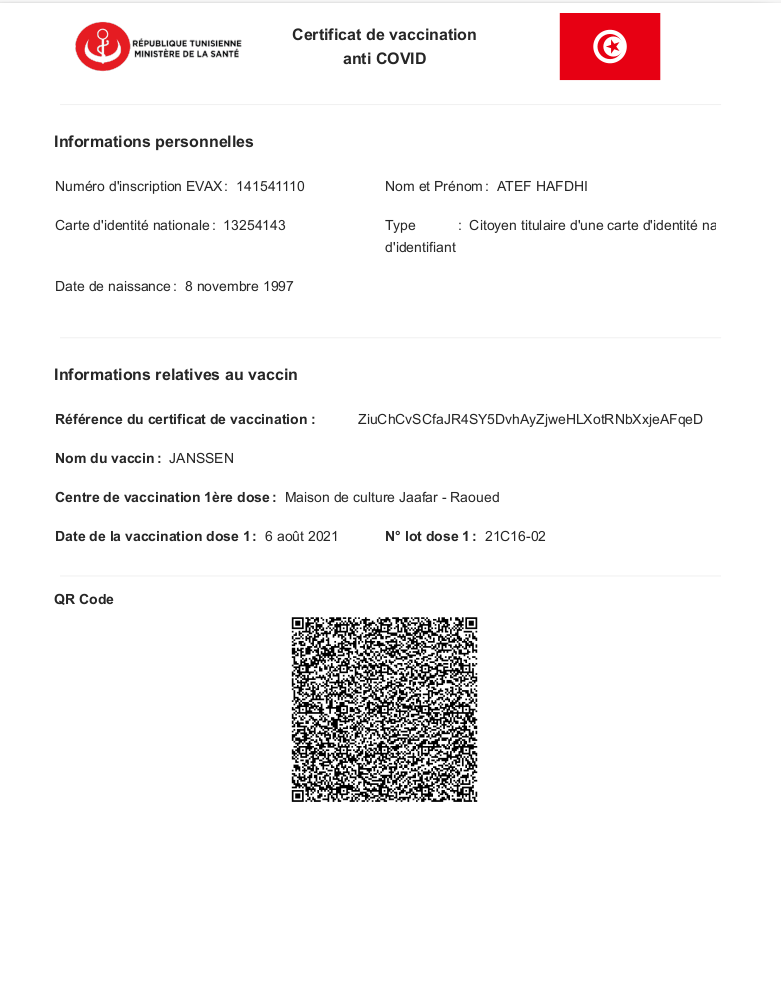 RÉPUBLIQUE TUNISIENNE
MINISTÈRE DE LA SANTÉ
Certificat de vaccination
anti COVID
Informations personnelles
Numéro d'inscription EVAX : 141541110
Nom et Prénom : ATEF HAFDHI
Carte d'identité nationale : 13254143
Type : Citoyen titulaire d'une carte d'identité na
d'identifiant
Date de naissance : 8 novembre 1997
Informations relatives au vaccin
Référence du certificat de vaccination : ZiuChCvSCfaJR4SY5DvhAyZjweHLXotRNbXxjeAFqeD
Nom du vaccin : JANSSEN
Centre de vaccination 1ère dose : Maison de culture Jaafar - Raoued
Date de la vaccination dose 1 : 6 août 2021
N° lot dose 1 : 21C16-02
QR Code